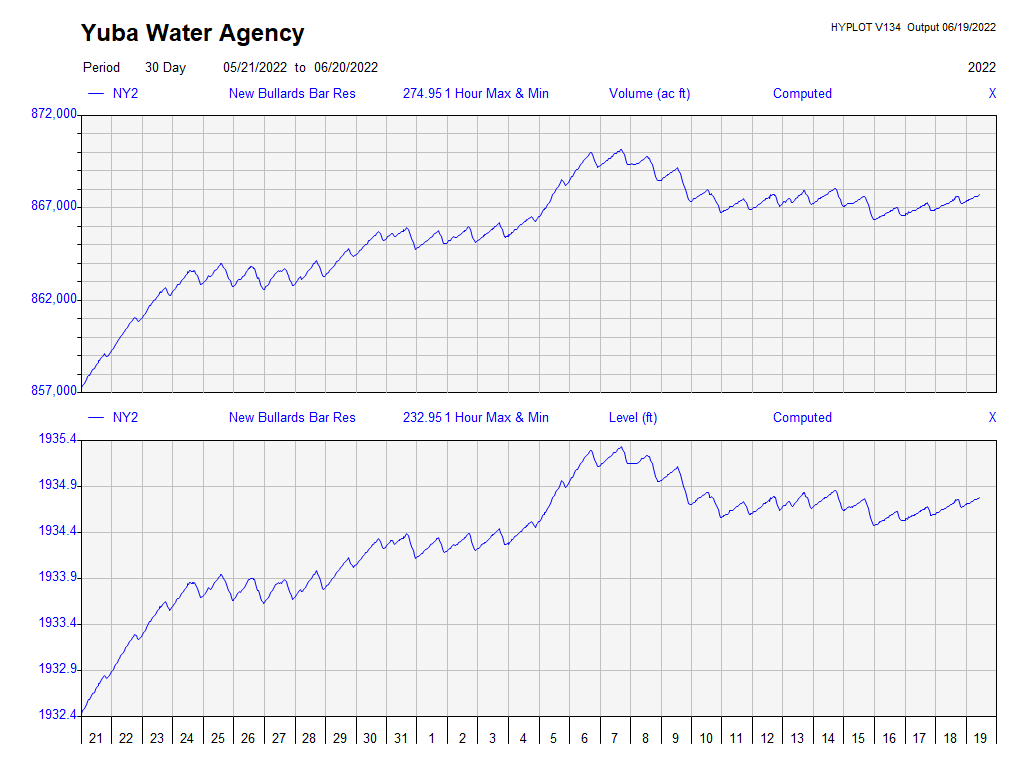 Yuba Water Agency
HYPLOT V134 Output 06/19/2022
Period 30 Day 05/21/2022 to 06/20/2022 2022
NY2 New Bullards Bar Res 274.95 1 Hour Max & Min Volume (ac ft) Computed X
872,000
867,000
862,000
857,000
NY2 New Bullards Bar Res 232.95 1 Hour Max & Min Level (ft) Computed X
1935.4
1934.9
1934.4
1933.9
1933.4
1932.9
1932.4
21 22 23 24 25 26 27 28 29 30 31 1 2 3 4 5 6 7 8 9 10 11 12 13 14 15 16 17 18 19